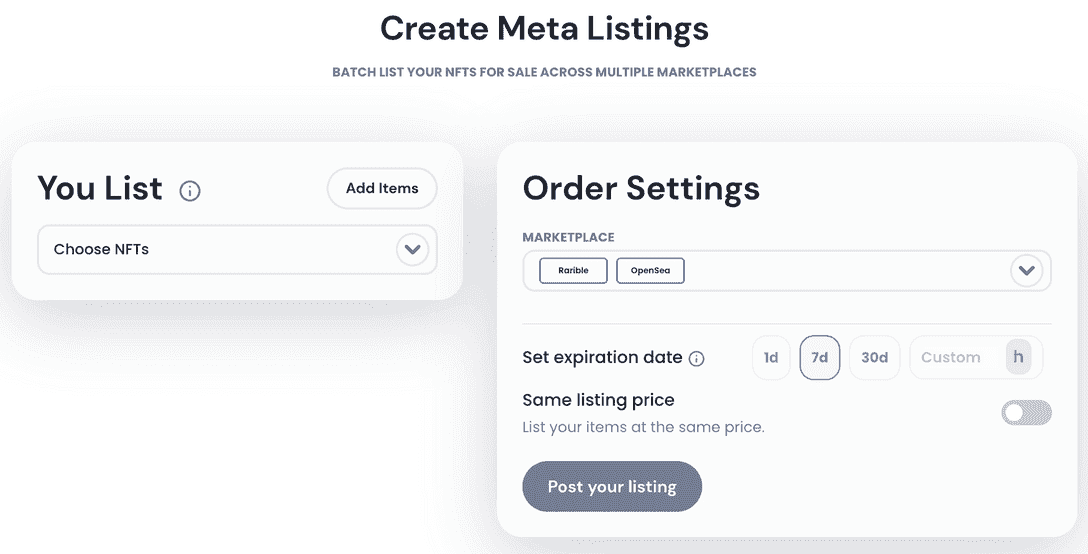 Create Meta Listings
BATCH LIST YOUR NFTS FOR SALE ACROSS MULTIPLE MARKETPLACES
You List
Add Items
Choose NFTs
Order Settings
MARKETPLACE
Rarible OpenSea
Set expiration date 1d 7d 30d Custom h
Same listing price
List your items at the same price.
Post your listing